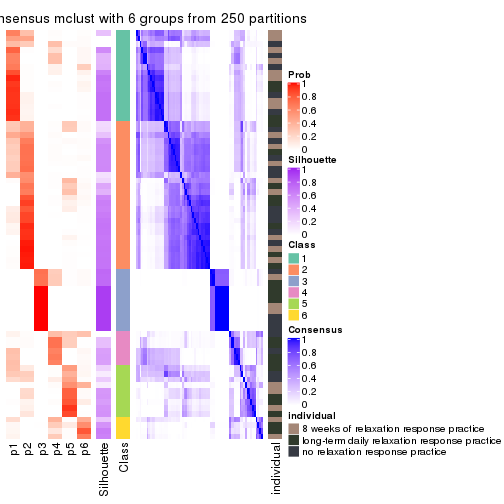 nsensus mclust with 6 groups from 250 partitions
Prob
1
0.8
0.6
0.4
0.2
0
Silhouette
1
0.8
0.6
0.4
0.2
0
Class
1
2
3
4
5
6
Consensus
1
0.8
0.6
0.4
0.2
0
individual
8 weeks of relaxation response practice
long-term daily relaxation response practice
no relaxation response practice
p1
p2
p3
p4
p5
p6
Silhouette
Class
individual